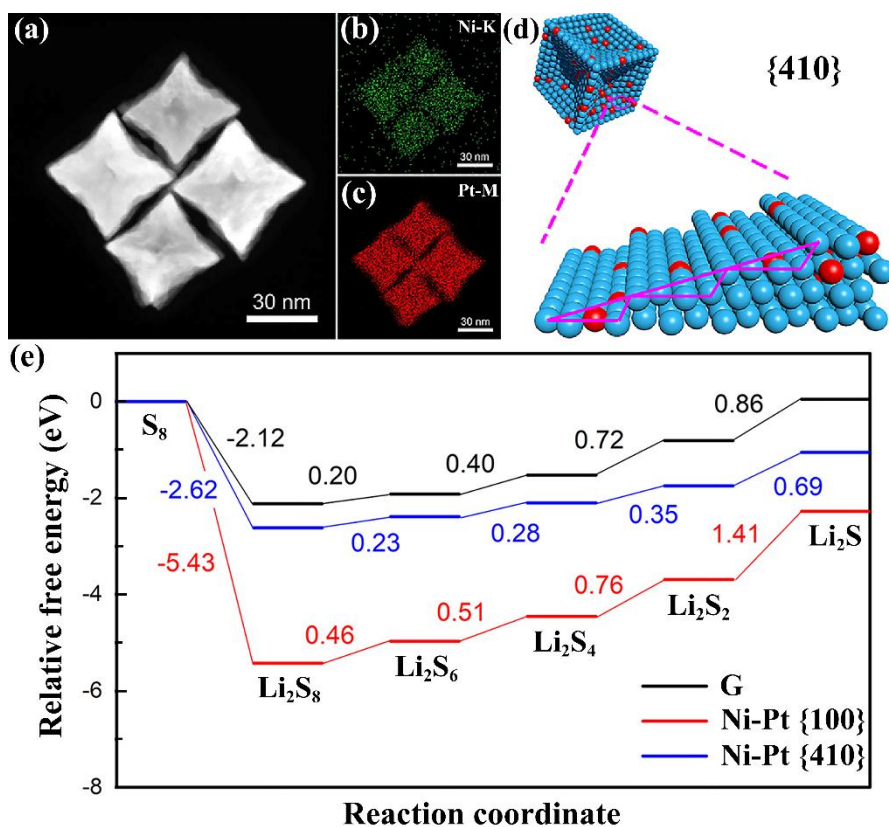 (a)
30 nm
(b)
Ni-K
30 nm
(c)
Pt-M
30 nm
(d)
{410}
(e)
Relative free energy (eV)
0
-2
-4
-6
-8
S₈
-2.12
0.20
0.40
0.72
0.86
-2.62
0.23
0.28
0.35
0.69
-5.43
0.46
0.51
0.76
1.41
Li₂S₈
Li₂S₆
Li₂S₄
Li₂S₂
Li₂S
G
Ni-Pt {100}
Ni-Pt {410}
Reaction coordinate